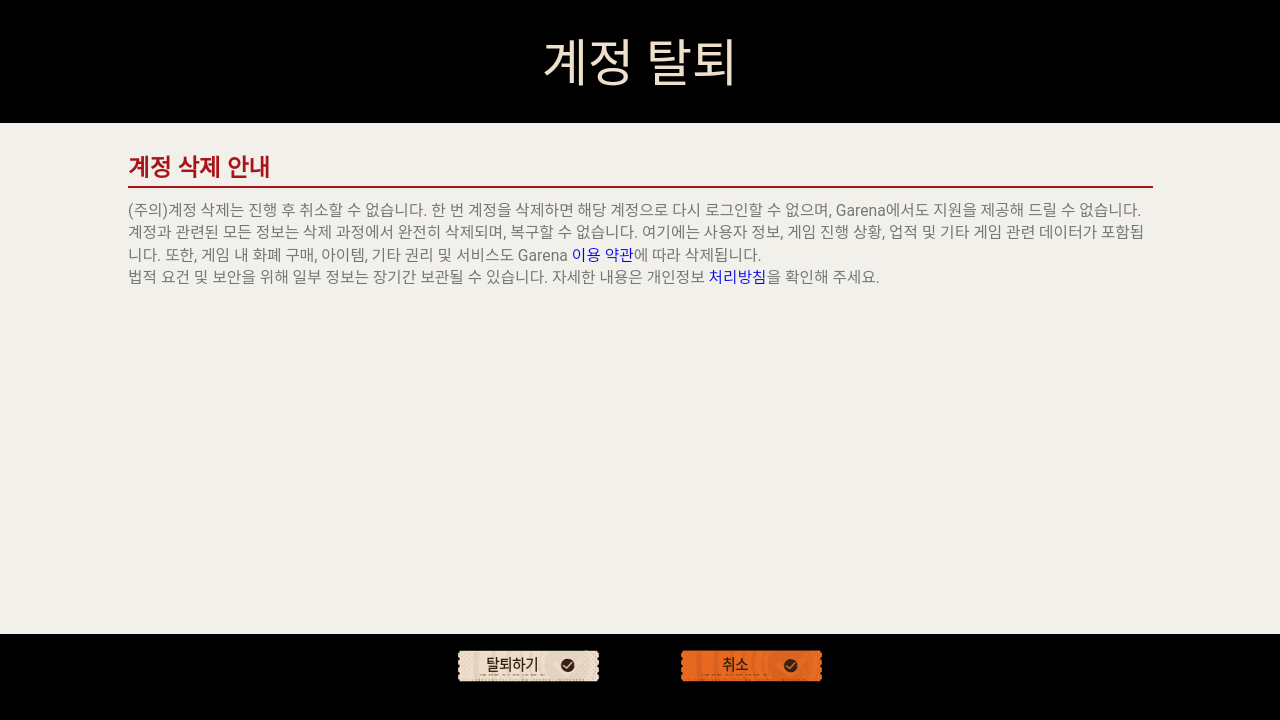 계정 탈퇴
계정 삭제 안내
(주의)계정 삭제는 진행 후 취소할 수 없습니다. 한 번 계정을 삭제하면 해당 계정으로 다시 로그인할 수 없으며, Garena에서도 지원을 제공해 드릴 수 없습니다.
계정과 관련된 모든 정보는 삭제 과정에서 완전히 삭제되며, 복구할 수 없습니다. 여기에는 사용자 정보, 게임 진행 상황, 업적 및 기타 게임 관련 데이터가 포함됩
니다. 또한, 게임 내 화폐 구매, 아이템, 기타 권리 및 서비스도 Garena 이용 약관에 따라 삭제됩니다.
법적 요건 및 보안을 위해 일부 정보는 장기간 보관될 수 있습니다. 자세한 내용은 개인정보 처리방침을 확인해 주세요.
탈퇴하기
취소